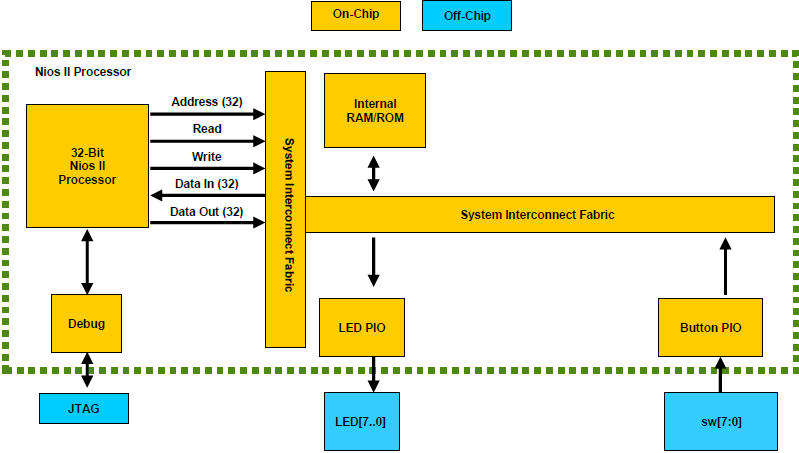 On-Chip
Off-Chip
Nios II Processor
32-Bit
Nios II
Processor
Address (32)
Read
Write
Data In (32)
Data Out (32)
System Interconnect Fabric
Internal
RAM/ROM
System Interconnect Fabric
Debug
LED PIO
Button PIO
JTAG
LED[7..0]
sw[7:0]